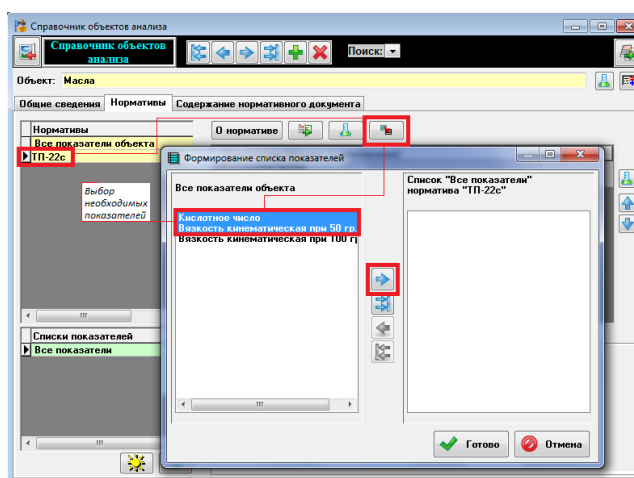 Справочник объектов анализа
Справочник объектов
анализа
Поиск:
Объект: Масла
Общие сведения Нормативы Содержание нормативного документа
Нормативы
О нормативе
Все показатели объекта
ТП-22с
Формирование списка показателей
Выбор
необходимых
показателей
Все показатели объекта
Список "Все показатели"
норматива "ТП-22с"
Кислотное число
Вязкость кинематическая при 50 гр.
Вязкость кинематическая при 100 г
Списки показателей
Все показатели
Готово
Отмена